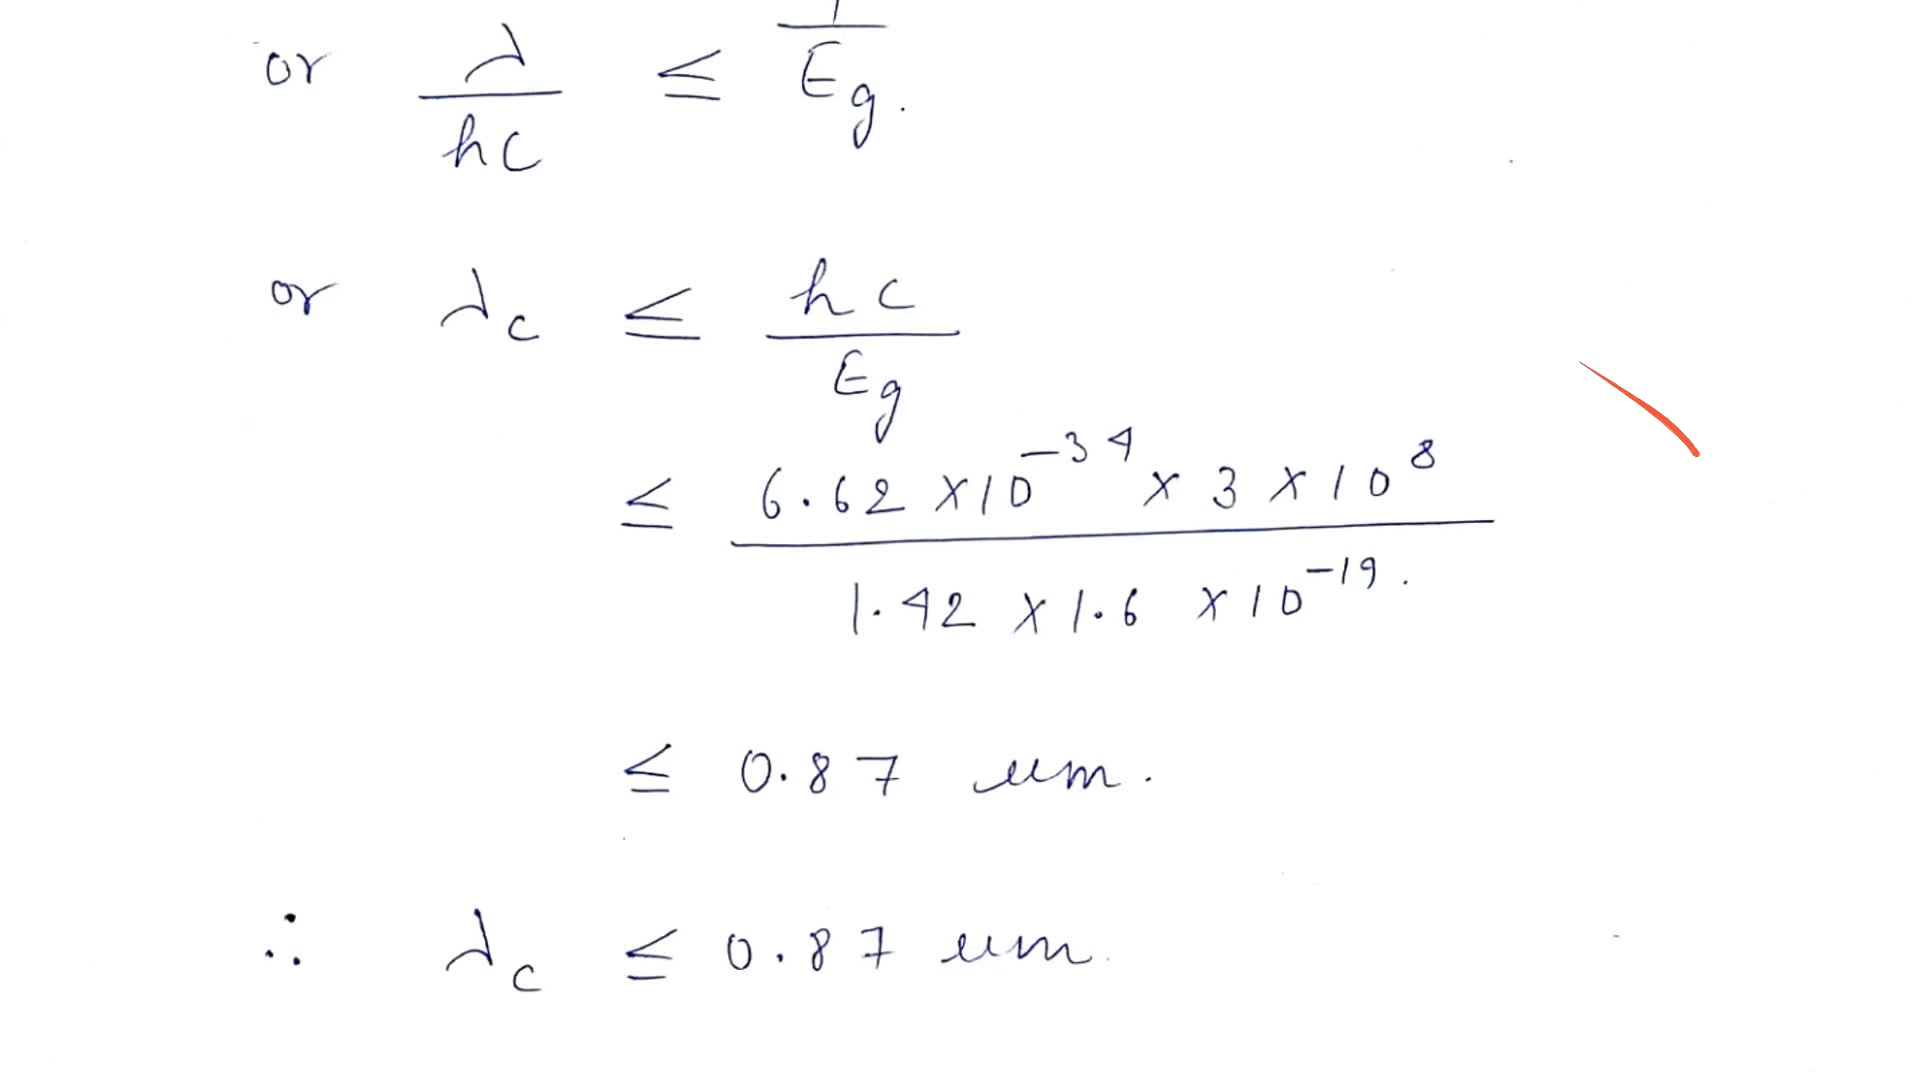 or λ/hc ≤ 1/Eg.
or λc ≤ hc/Eg
≤ 6.62 × 10^-34 × 3 × 10^8 / 1.42 × 1.6 × 10^-19.
≤ 0.87 um.
∴ λc ≤ 0.87 um.